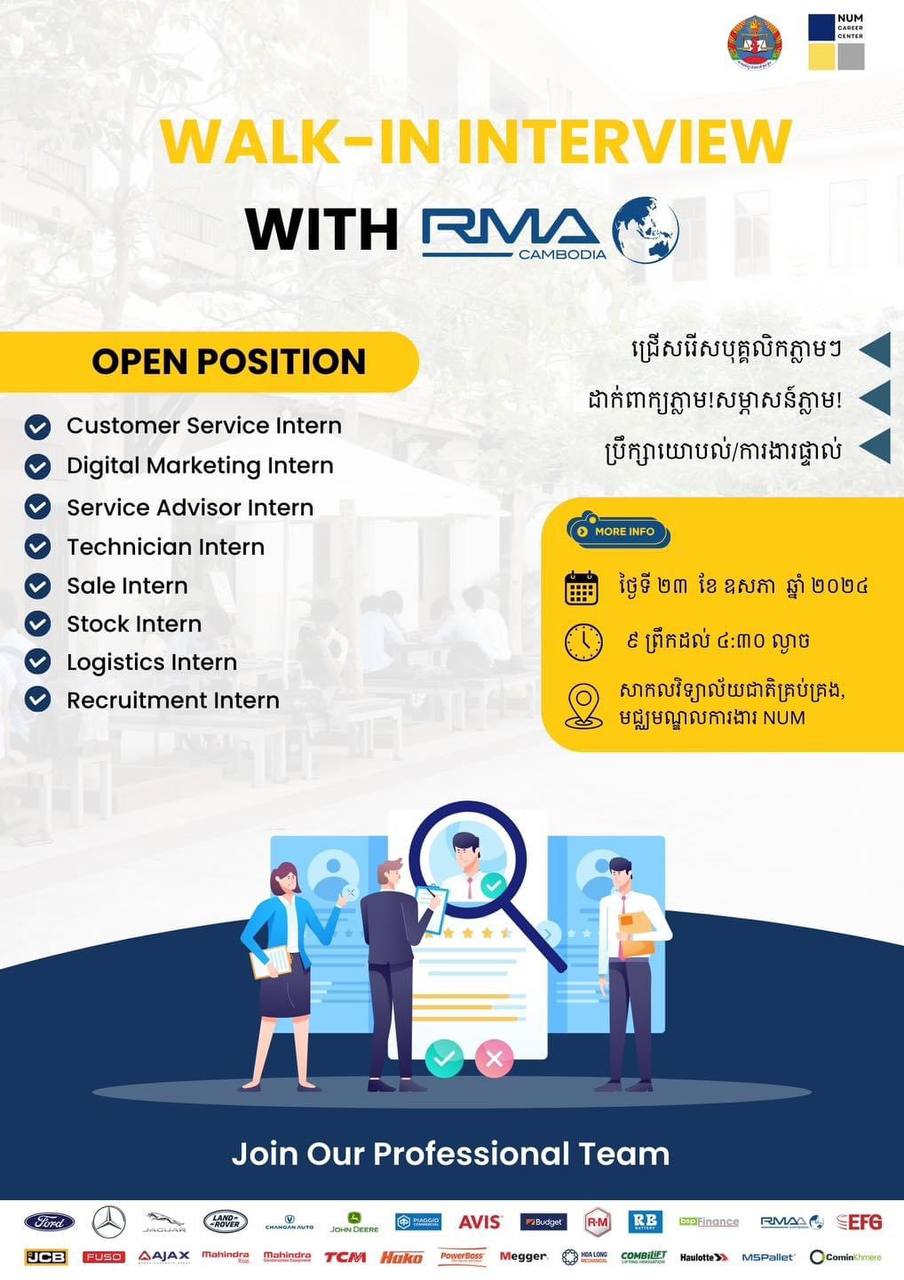 NUM
CAREER
CENTER
WALK-IN INTERVIEW
WITH RMA
CAMBODIA
OPEN POSITION
Customer Service Intern
Digital Marketing Intern
Service Advisor Intern
Technician Intern
Sale Intern
Stock Intern
Logistics Intern
Recruitment Intern
ជ្រើសរើសបុគ្គលិកភ្លាមៗ
ដាក់ពាក្យភ្លាម!សម្ភាសន៍ភ្លាម!
ប្រឹក្សាយោបល់/ការងារផ្ទាល់
MORE INFO
ថ្ងៃទី ២៣ ខែ ឧសភា ឆ្នាំ ២០២៤
៩ ព្រឹកដល់ ៤:៣០ ល្ងាច
សាកលវិទ្យាល័យជាតិគ្រប់គ្រង,
មជ្ឈមណ្ឌលការងារ NUM
Join Our Professional Team
Ford JAGUAR LAND-ROVER CHANGAN AUTO JOHN DEERE PIAGGIO COMMERCIAL AVIS Budget R-M RB BATTERY bspFinance RMA EFG
JCB FUSO AJAX Mahindra Mahindra Construction Equipment TCM Hako PowerBoss Megger. HOA LONG MECHANICAL COMBiLiFT LIFTING INNOVATION Haulotte MSPallet CominKhmere